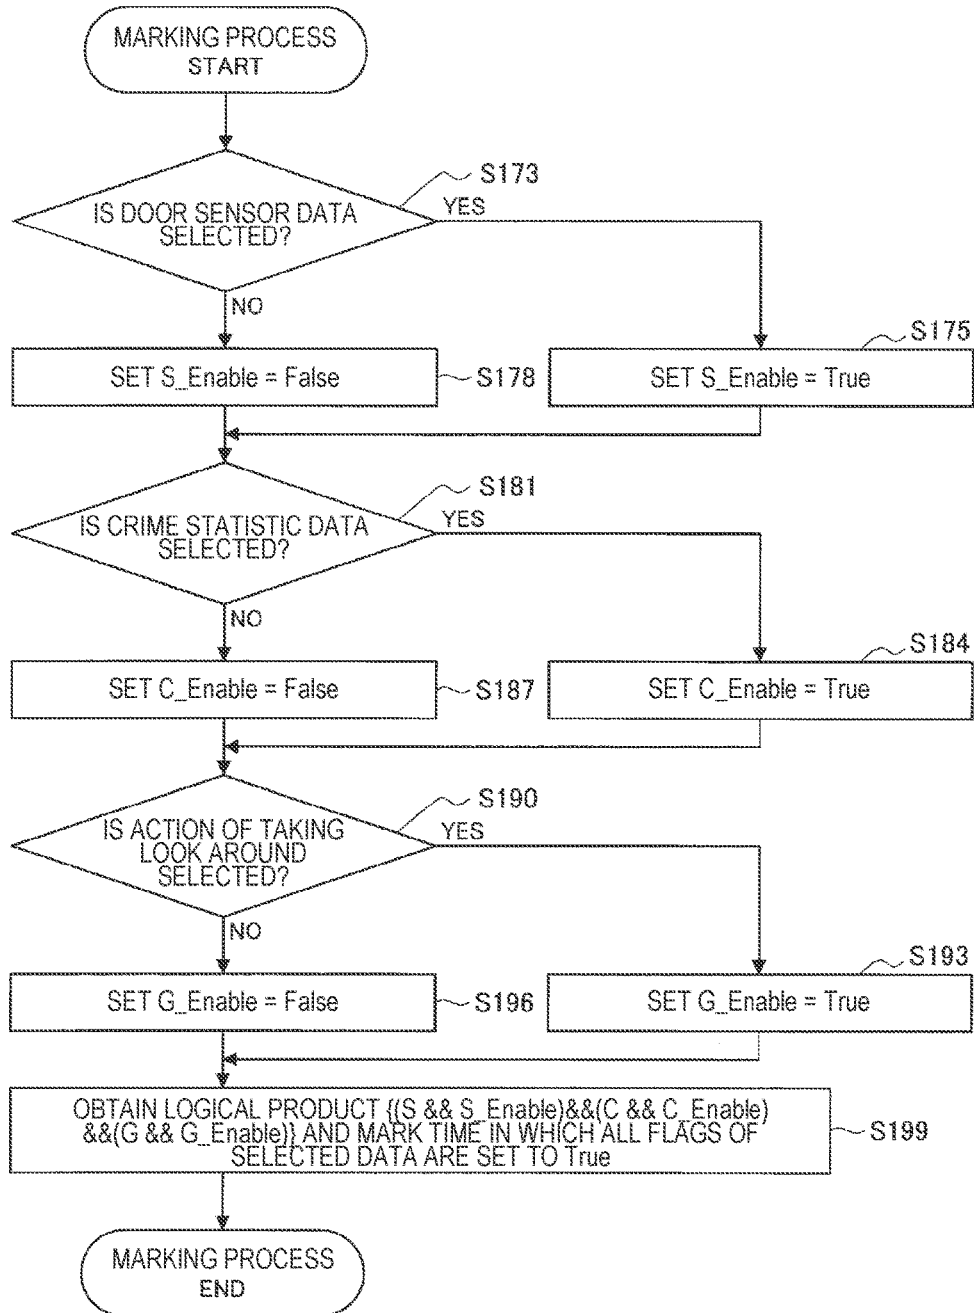 MARKING PROCESS
START
S173
IS DOOR SENSOR DATA
SELECTED?
YES
NO
S175
SET S_Enable = False
S178
SET S_Enable = True
S181
IS CRIME STATISTIC DATA
SELECTED?
YES
NO
S184
SET C_Enable = False
S187
SET C_Enable = True
S190
IS ACTION OF TAKING
LOOK AROUND
SELECTED?
YES
NO
S193
SET G_Enable = False
S196
SET G_Enable = True
OBTAIN LOGICAL PRODUCT {(S && S_Enable)&&(C && C_Enable)
&&(G && G_Enable)} AND MARK TIME IN WHICH ALL FLAGS OF
SELECTED DATA ARE SET TO True
S199
MARKING PROCESS
END